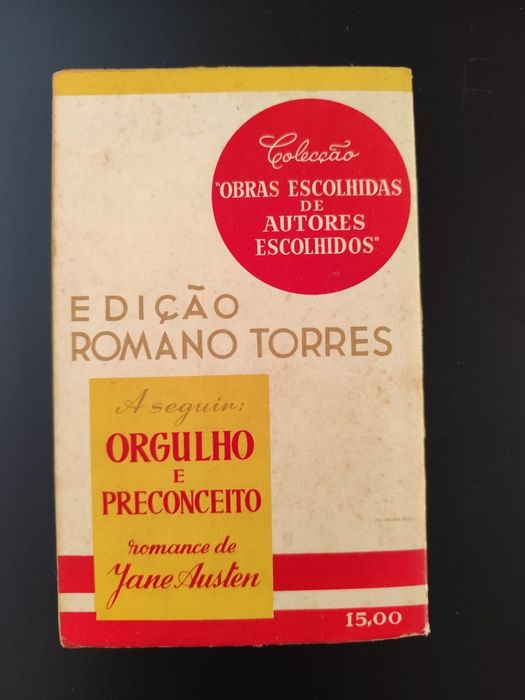 Colecção
"OBRAS ESCOLHIDAS
DE
AUTORES
ESCOLHIDOS"
EDIÇÃO
ROMANO TORRES
A seguir:
ORGULHO
E
PRECONCEITO
romance de
Jane Austen
15,00